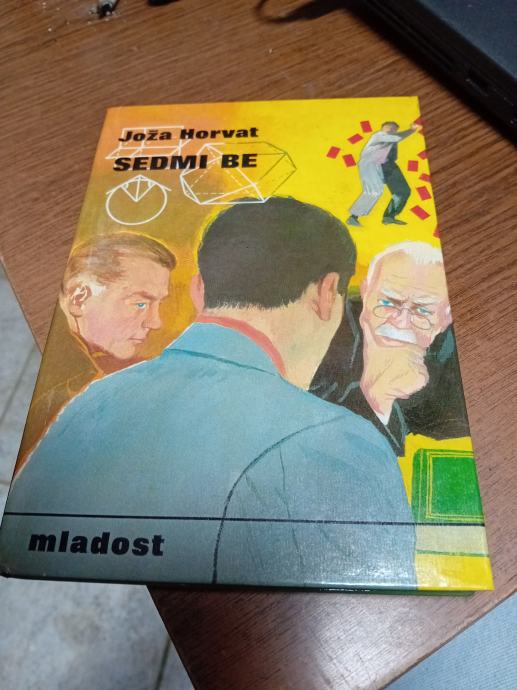 Joža Horvat
SEDMI BE
mladost